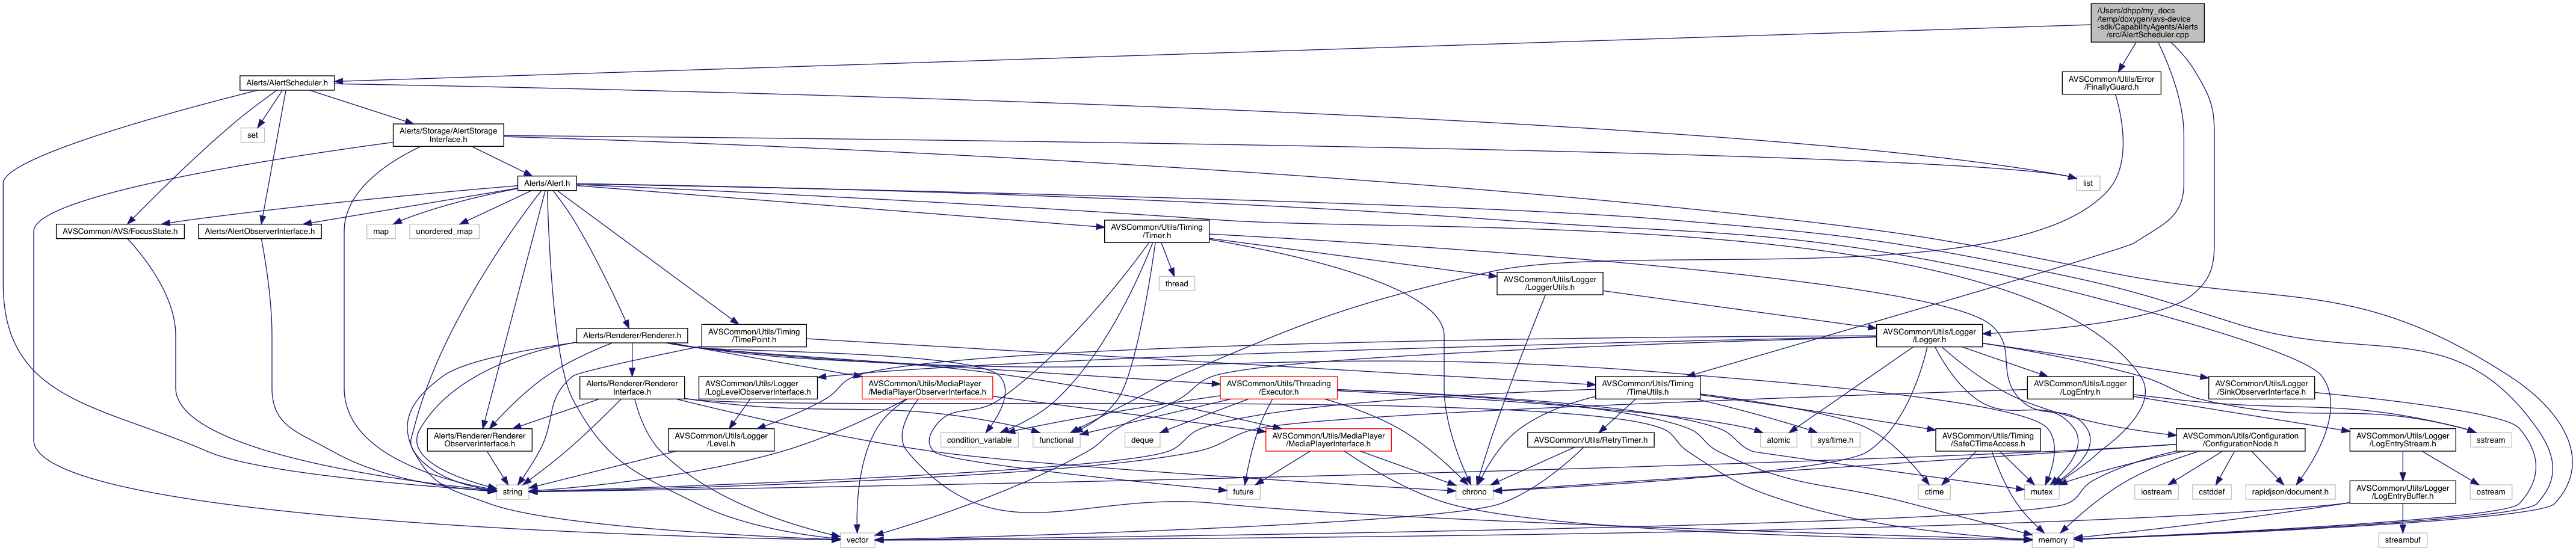 /Users/dhpp/my_docs
/temp/doxygen/avs-device
-sdk/CapabilityAgents/Alerts
/src/AlertScheduler.cpp
Alerts/AlertScheduler.h
AVSCommon/Utils/Error
/FinallyGuard.h
set
Alerts/Storage/AlertStorage
Interface.h
Alerts/Alert.h
list
AVSCommon/AVS/FocusState.h
Alerts/AlertObserverInterface.h
map
unordered_map
AVSCommon/Utils/Timing
/Timer.h
thread
AVSCommon/Utils/Logger
/LoggerUtils.h
Alerts/Renderer/Renderer.h
AVSCommon/Utils/Timing
/TimePoint.h
AVSCommon/Utils/Logger
/Logger.h
Alerts/Renderer/Renderer
Interface.h
AVSCommon/Utils/Logger
/LogLevelObserverInterface.h
AVSCommon/Utils/MediaPlayer
/MediaPlayerObserverInterface.h
AVSCommon/Utils/Threading
/Executor.h
AVSCommon/Utils/Timing
/TimeUtils.h
AVSCommon/Utils/Logger
/LogEntry.h
AVSCommon/Utils/Logger
/SinkObserverInterface.h
Alerts/Renderer/Renderer
ObserverInterface.h
AVSCommon/Utils/Logger
/Level.h
condition_variable
functional
deque
AVSCommon/Utils/MediaPlayer
/MediaPlayerInterface.h
AVSCommon/Utils/RetryTimer.h
atomic
sys/time.h
AVSCommon/Utils/Timing
/SafeCTimeAccess.h
AVSCommon/Utils/Configuration
/ConfigurationNode.h
AVSCommon/Utils/Logger
/LogEntryStream.h
sstream
string
future
chrono
ctime
mutex
iostream
cstddef
rapidjson/document.h
AVSCommon/Utils/Logger
/LogEntryBuffer.h
ostream
vector
memory
streambuf